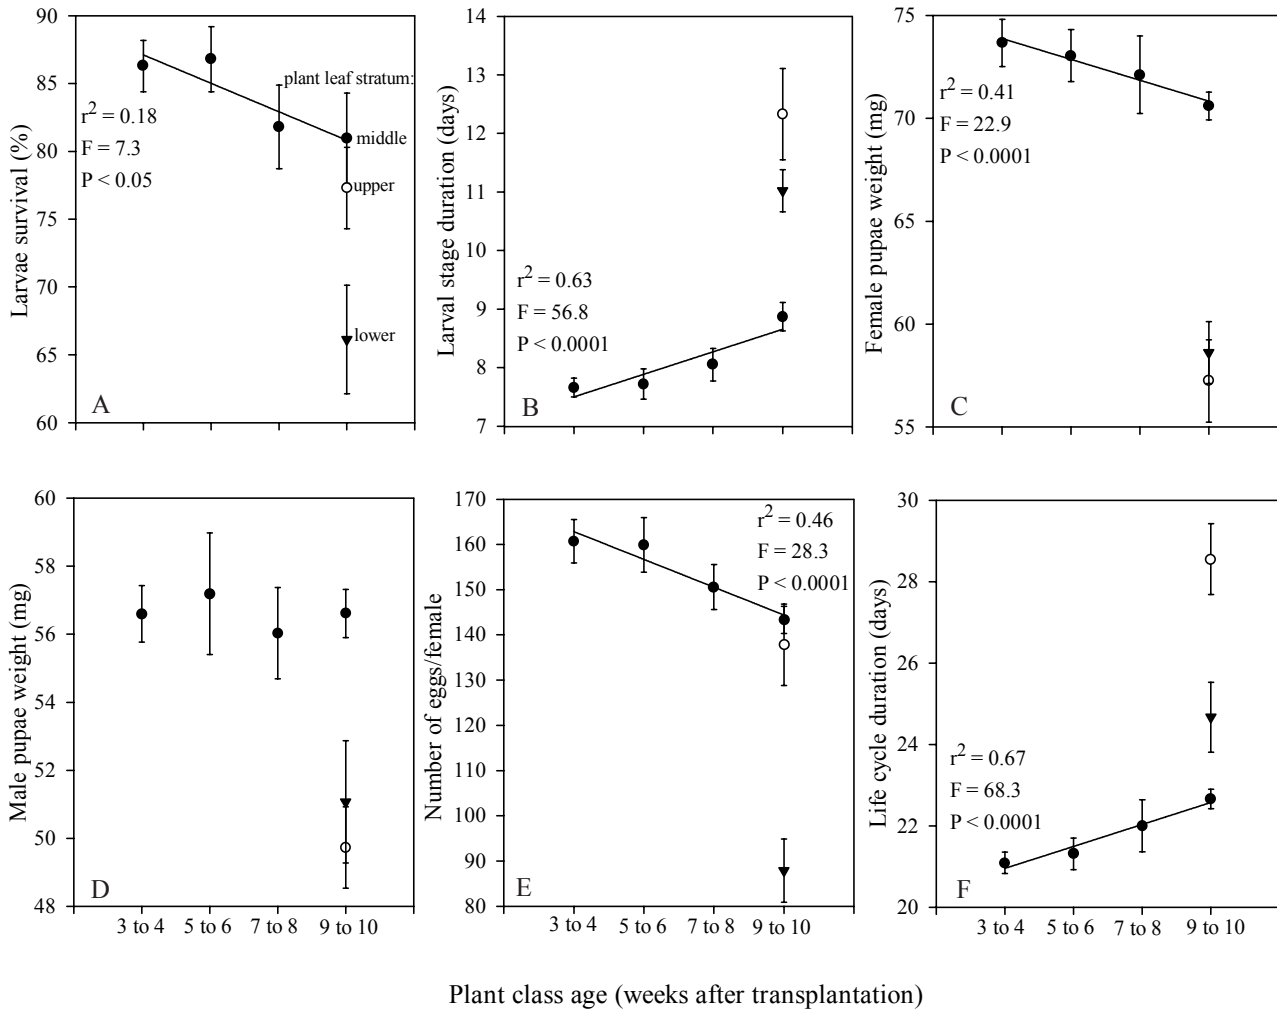 90
85
80
75
70
65
60
Larvae survival (%)
plant leaf stratum:
r2 = 0.18
F = 7.3
P < 0.05
middle
upper
lower
A
14
13
12
11
10
9
8
7
Larval stage duration (days)
r2 = 0.63
F = 56.8
P < 0.0001
B
75
70
65
60
55
Female pupae weight (mg)
r2 = 0.41
F = 22.9
P < 0.0001
C
60
58
56
54
52
50
48
Male pupae weight (mg)
D
3 to 4 5 to 6 7 to 8 9 to 10
170
160
150
140
130
120
110
100
90
80
Number of eggs/female
r2 = 0.46
F = 28.3
P < 0.0001
E
3 to 4 5 to 6 7 to 8 9 to 10
30
28
26
24
22
20
Life cycle duration (days)
r2 = 0.67
F = 68.3
P < 0.0001
F
3 to 4 5 to 6 7 to 8 9 to 10
Plant class age (weeks after transplantation)